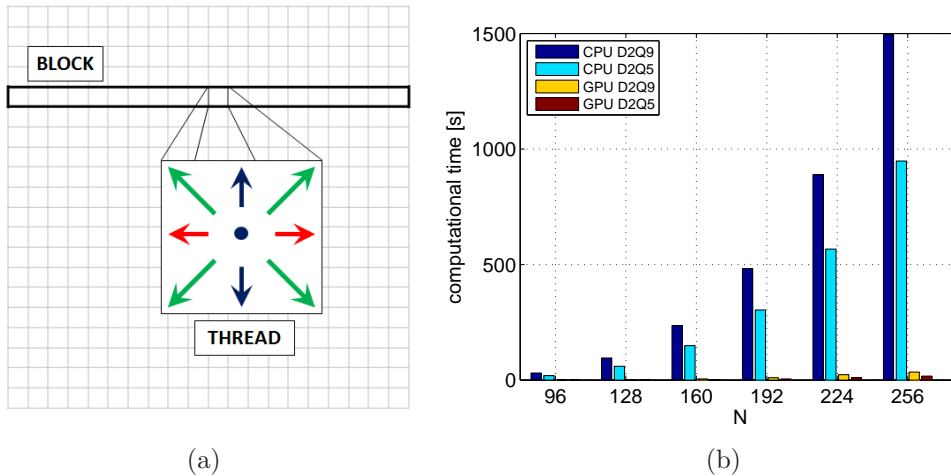 BLOCK
THREAD
(a)
CPU D2Q9
CPU D2Q5
GPU D2Q9
GPU D2Q5
computational time [s]
1500
1000
500
0
96 128 160 192 224 256
N
(b)